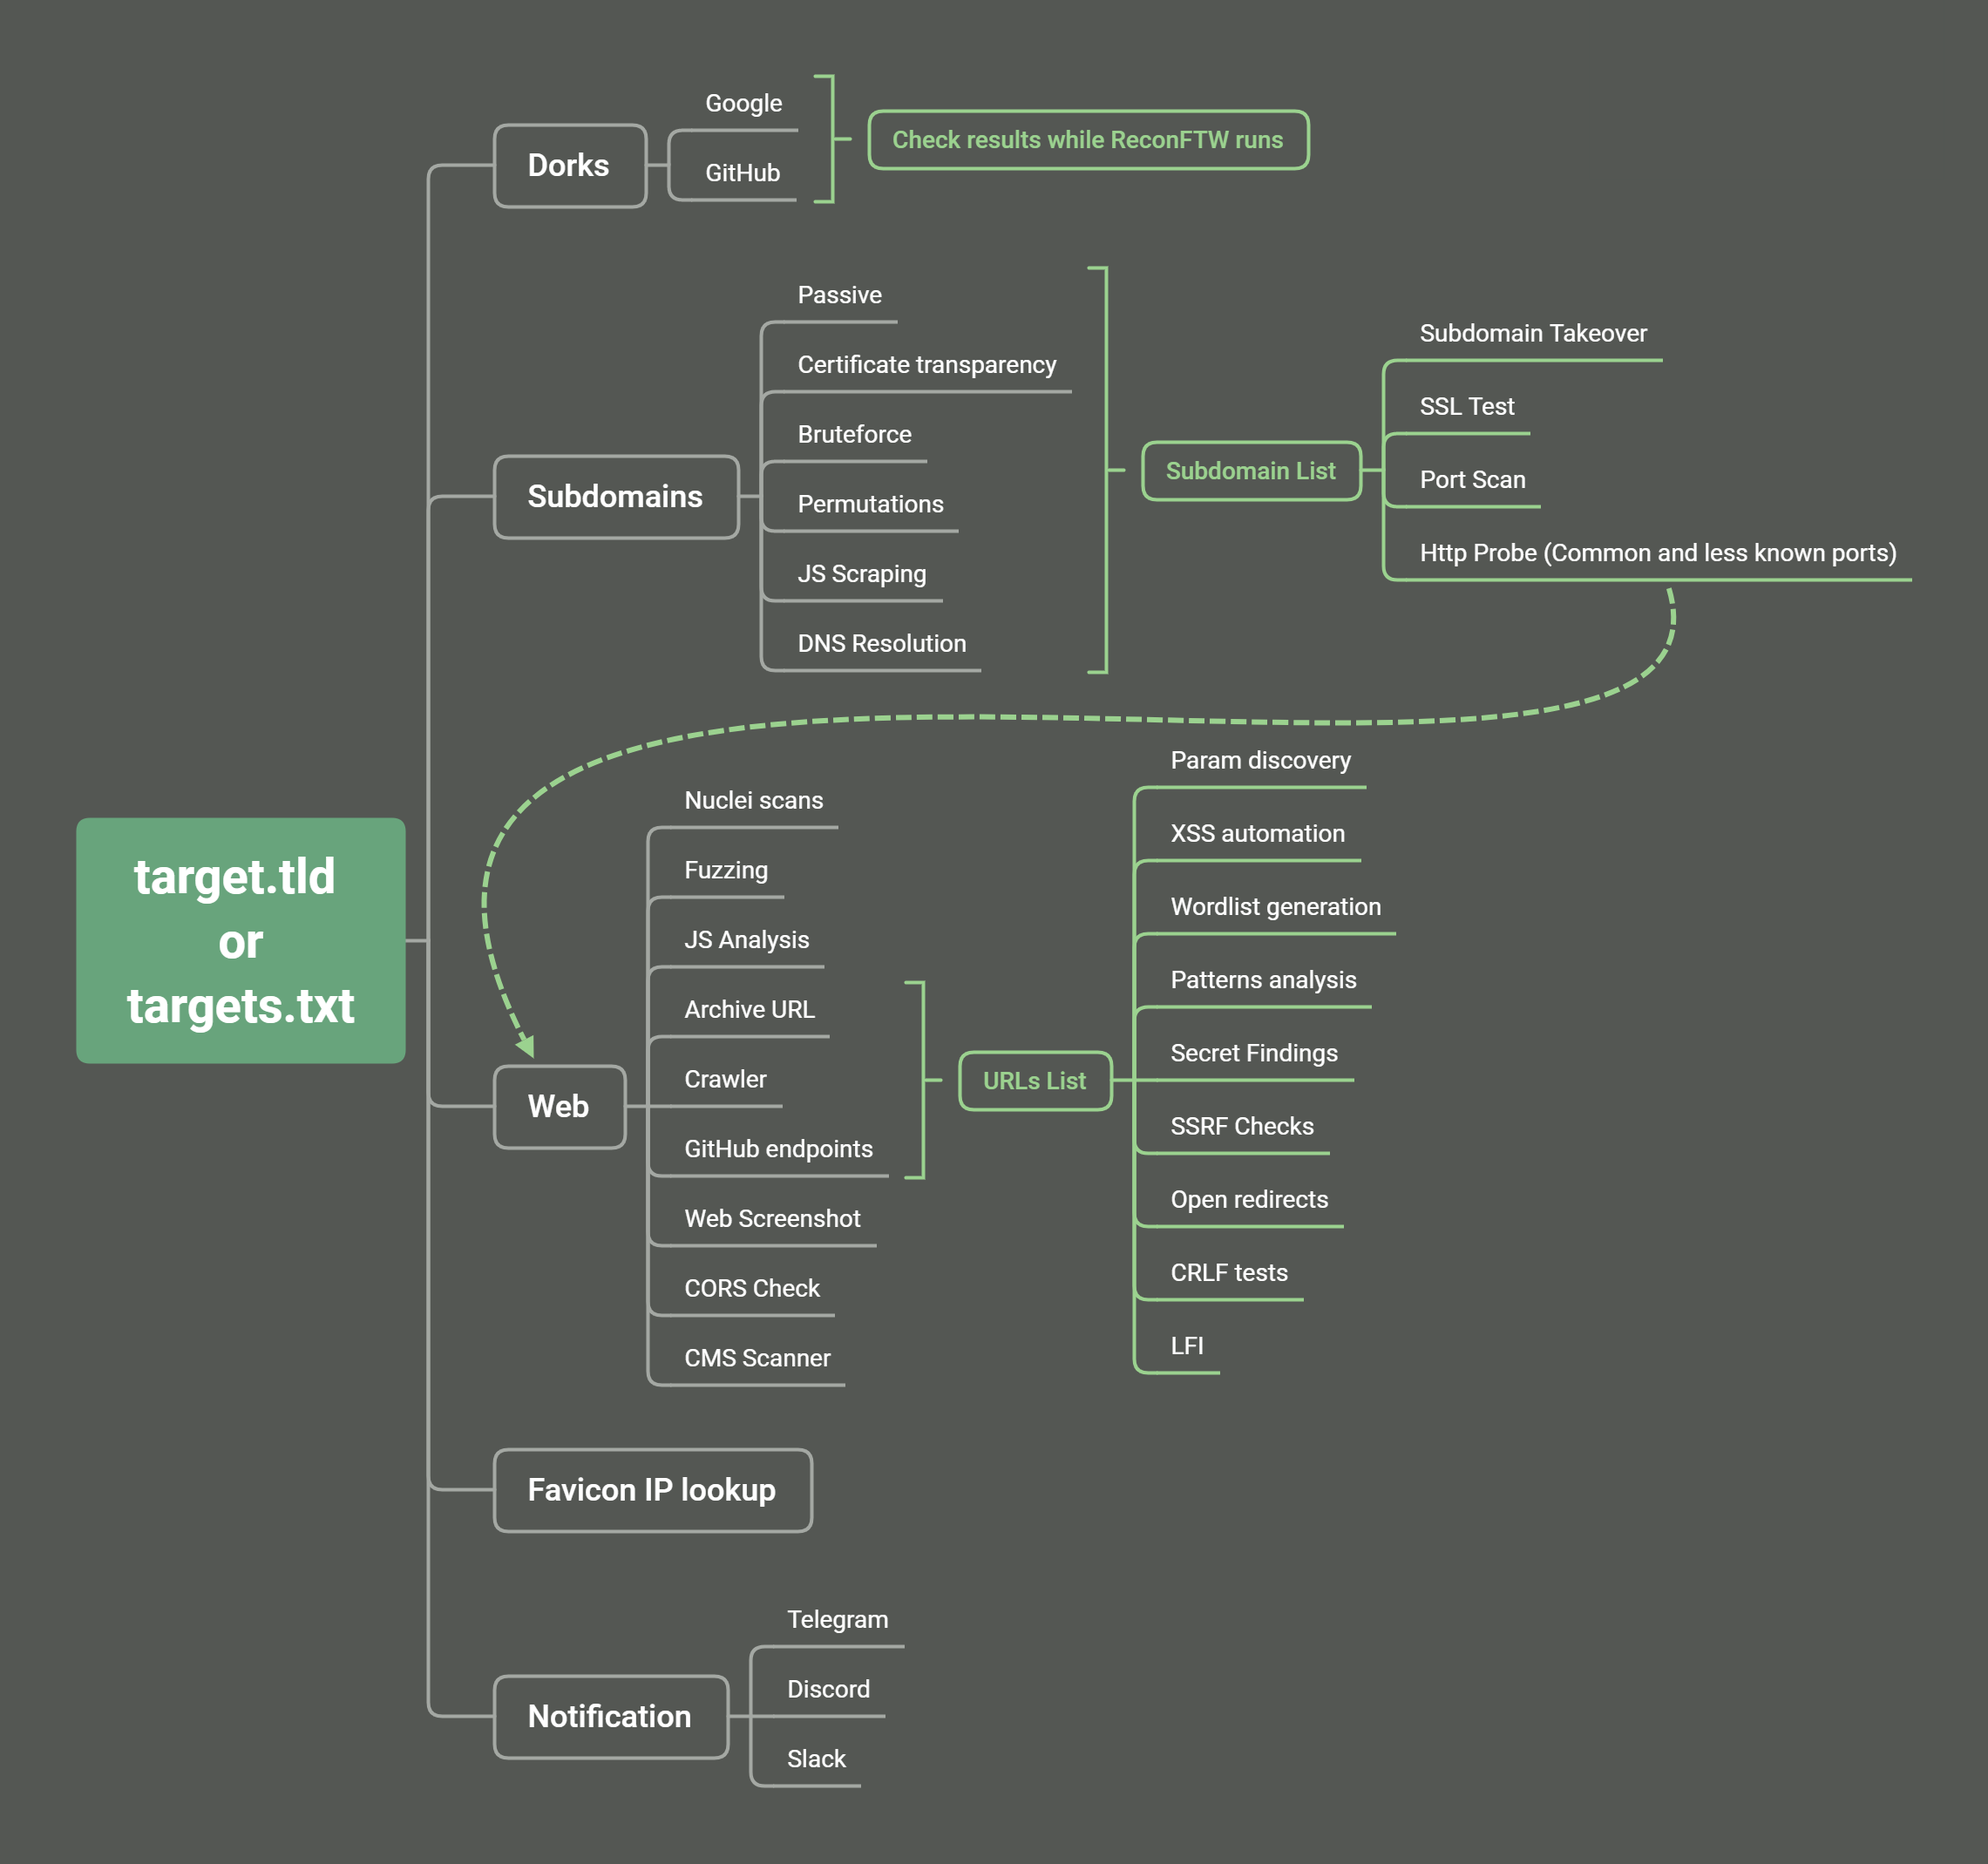 target.tld
or
targets.txt
Dorks
Google
GitHub
Check results while ReconFTW runs
Subdomains
Passive
Certificate transparency
Bruteforce
Permutations
JS Scraping
DNS Resolution
Subdomain List
Subdomain Takeover
SSL Test
Port Scan
Http Probe (Common and less known ports)
Web
Nuclei scans
Fuzzing
JS Analysis
Archive URL
Crawler
GitHub endpoints
Web Screenshot
CORS Check
CMS Scanner
URLs List
Param discovery
XSS automation
Wordlist generation
Patterns analysis
Secret Findings
SSRF Checks
Open redirects
CRLF tests
LFI
Favicon IP lookup
Notification
Telegram
Discord
Slack